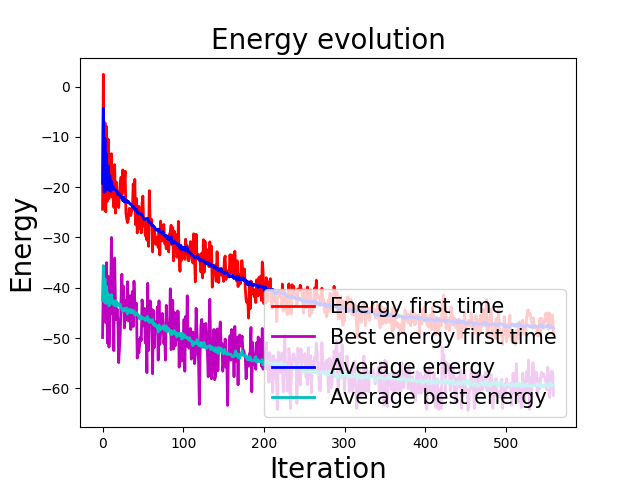 Energy evolution
Energy
0
−10
−20
−30
−40
−50
−60
Energy first time
Best energy first time
Average energy
Average best energy
0 100 200 300 400 500
Iteration